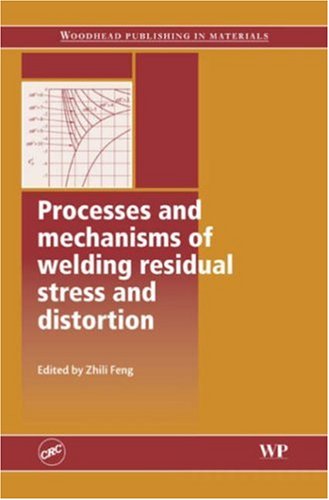 WOODHEAD PUBLISHING IN MATERIALS
Processes and
mechanisms of
welding residual
stress and
distortion
Edited by Zhili Feng
CRC
WP